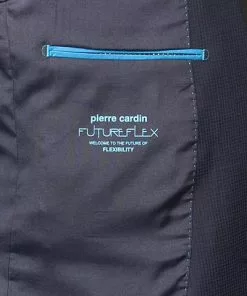 pierre cardin
FUTUREFLEX
WELCOME TO THE FUTURE OF
FLEXIBILITY